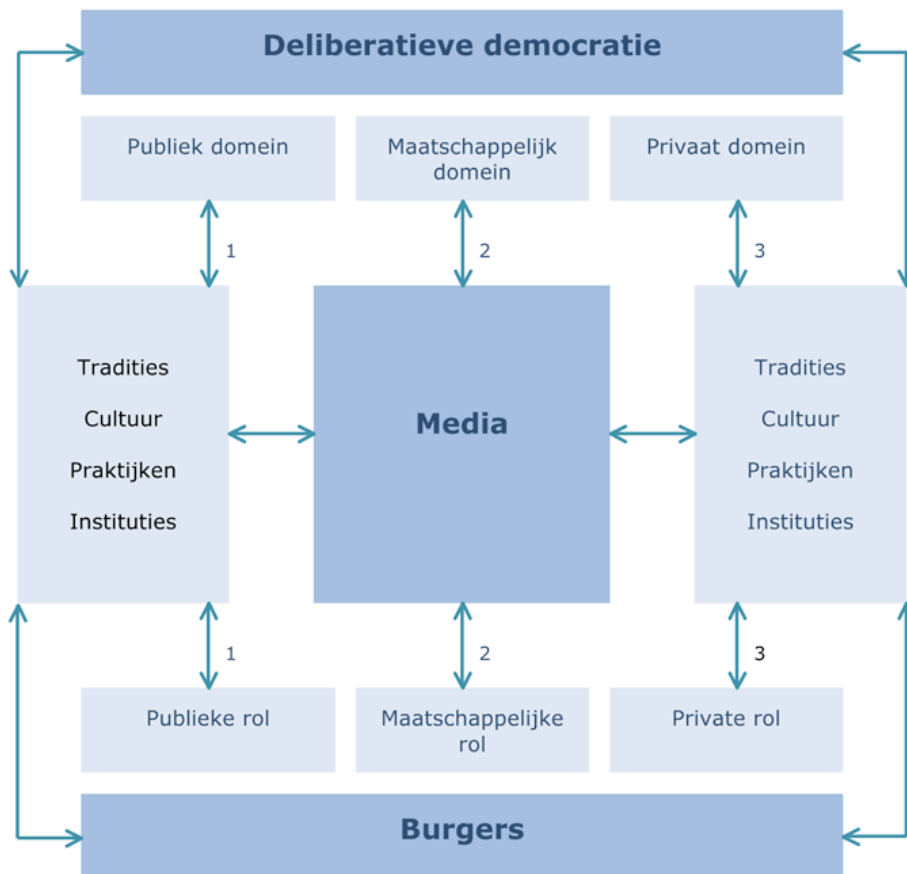 Deliberatieve democratie
Publiek domein
Maatschappelijk
domein
Privaat domein
1
2
3
Tradities
Cultuur
Praktijken
Instituties
Media
Tradities
Cultuur
Praktijken
Instituties
1
2
3
Publieke rol
Maatschappelijke
rol
Private rol
Burgers